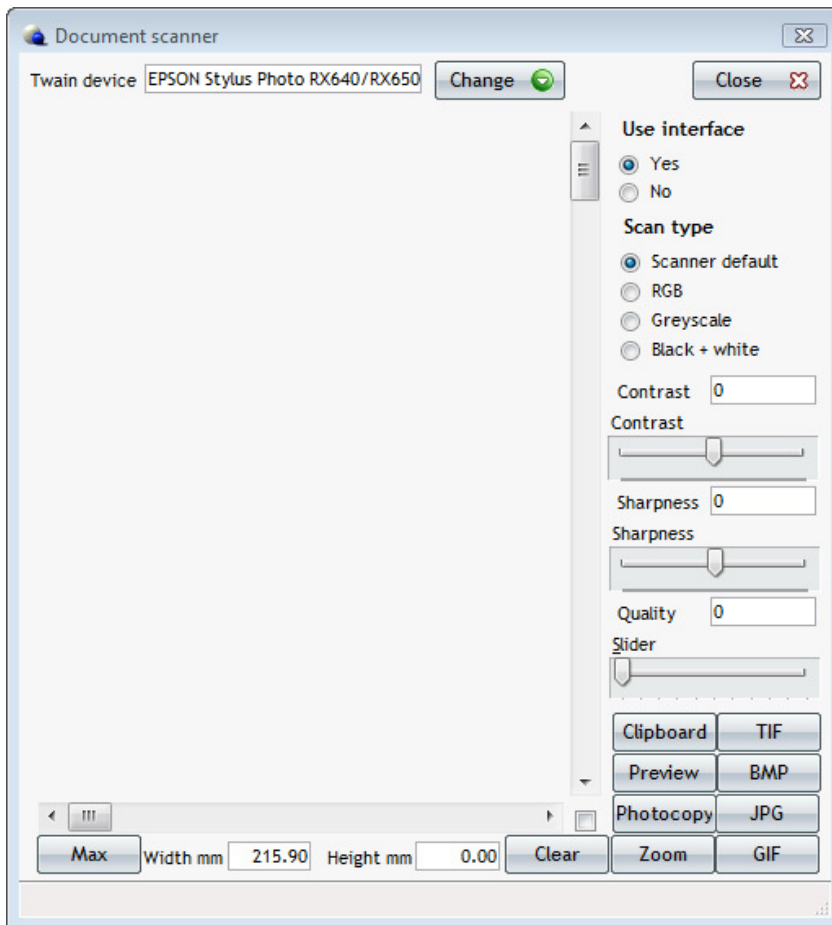 Document scanner
Twain device EPSON Stylus Photo RX640/RX650 Change Close
Use interface
Yes
No
Scan type
Scanner default
RGB
Greyscale
Black + white
Contrast 0
Contrast
Sharpness 0
Sharpness
Quality 0
Slider
Clipboard TIF
Preview BMP
Photocopy JPG
Max Width mm 215.90 Height mm 0.00 Clear Zoom GIF